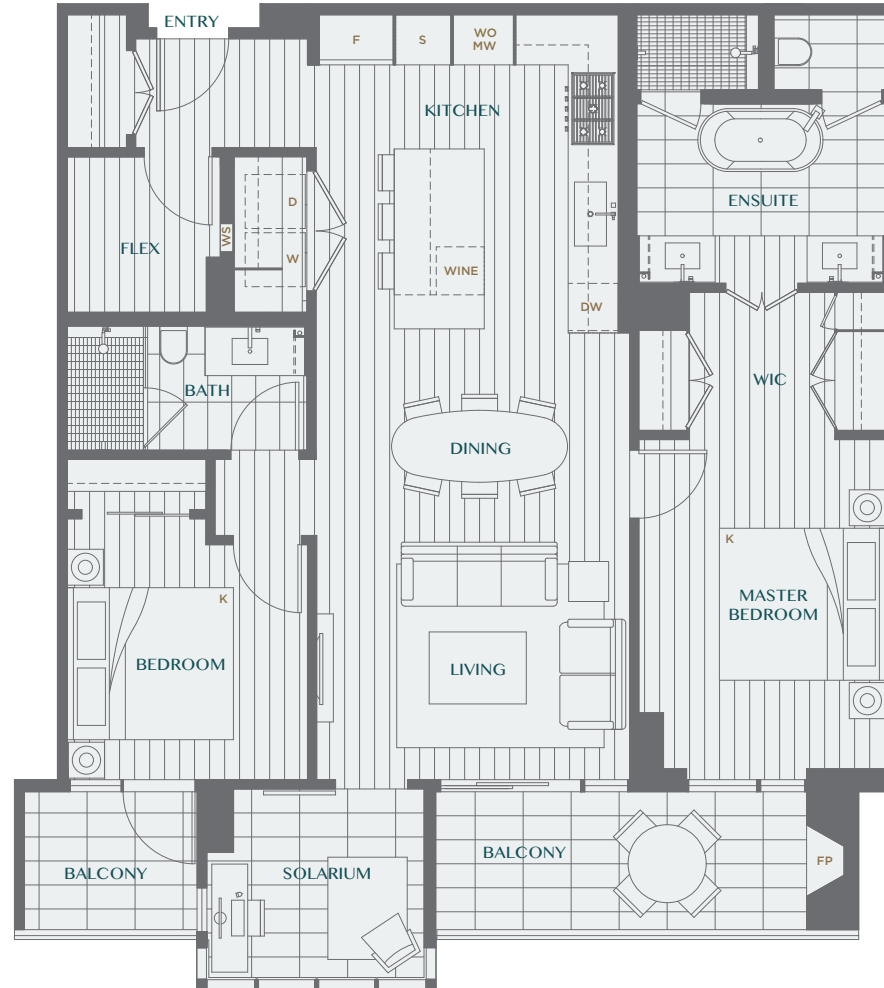 ENTRY
F
S
WO
MW
KITCHEN
ENSUITE
D
WS
FLEX
W
WINE
DW
BATH
WIC
DINING
K
K
MASTER
BEDROOM
BEDROOM
LIVING
BALCONY
SOLARIUM
BALCONY
FP